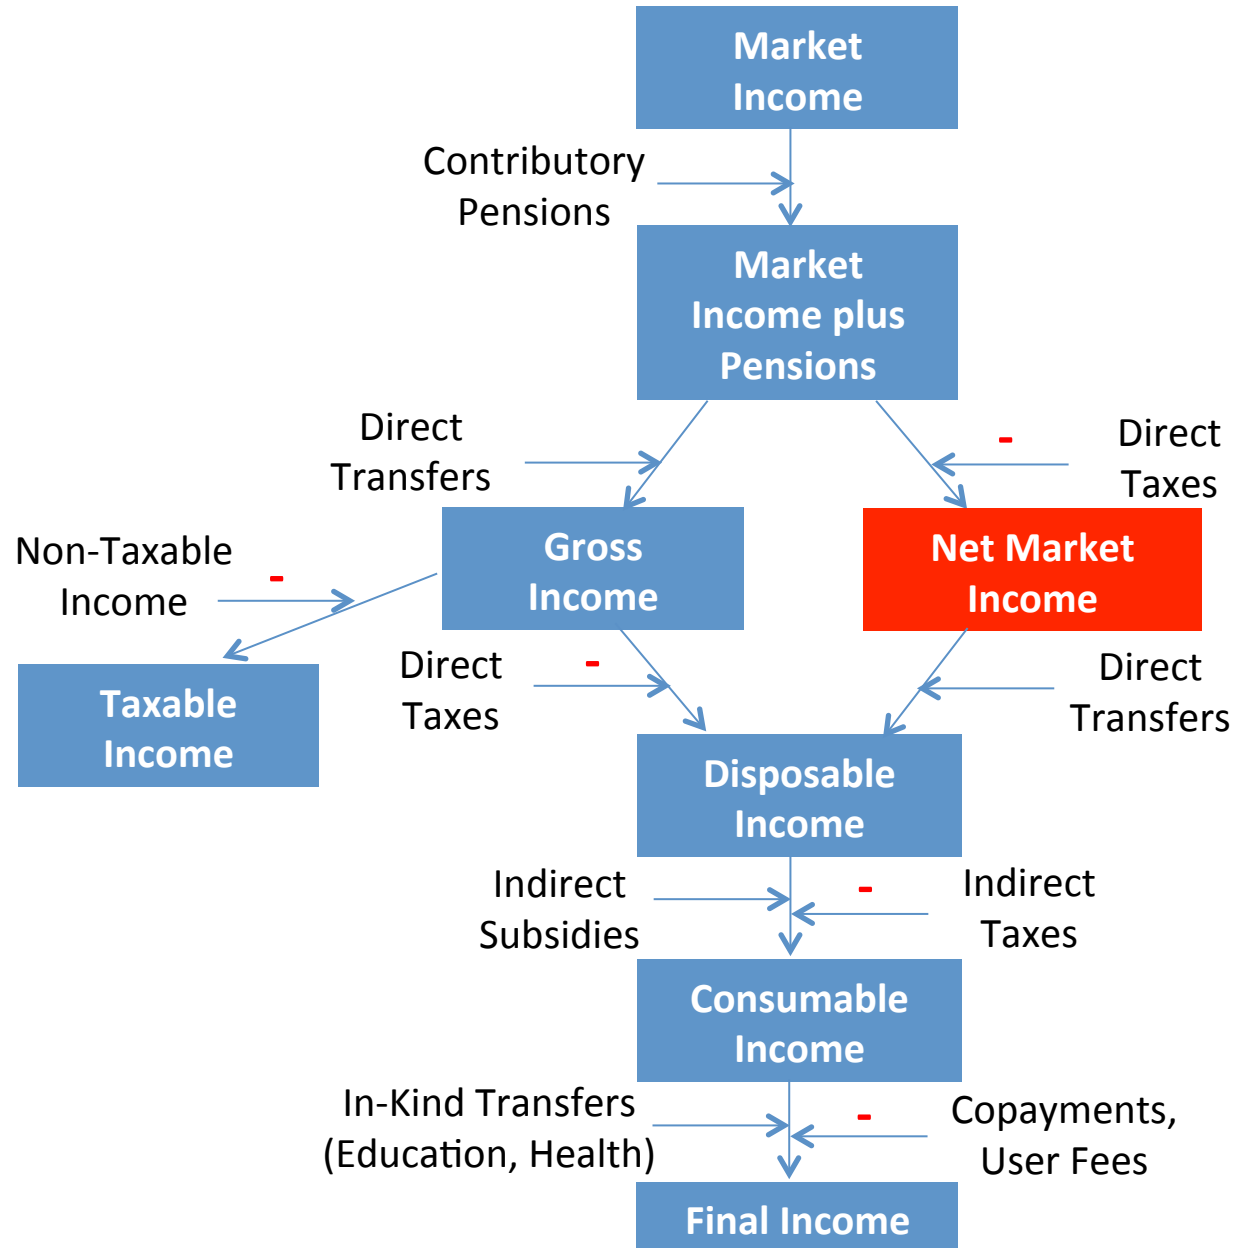 Market
Income
Contributory
Pensions
Market
Income plus
Pensions
Direct
Transfers
-
Direct
Taxes
Gross
Income
Net Market
Income
Non-Taxable
Income
-
Taxable
Income
Direct
Taxes
-
Direct
Transfers
Disposable
Income
Indirect
Subsidies
-
Indirect
Taxes
Consumable
Income
In-Kind Transfers
(Education, Health)
-
Copayments,
User Fees
Final Income